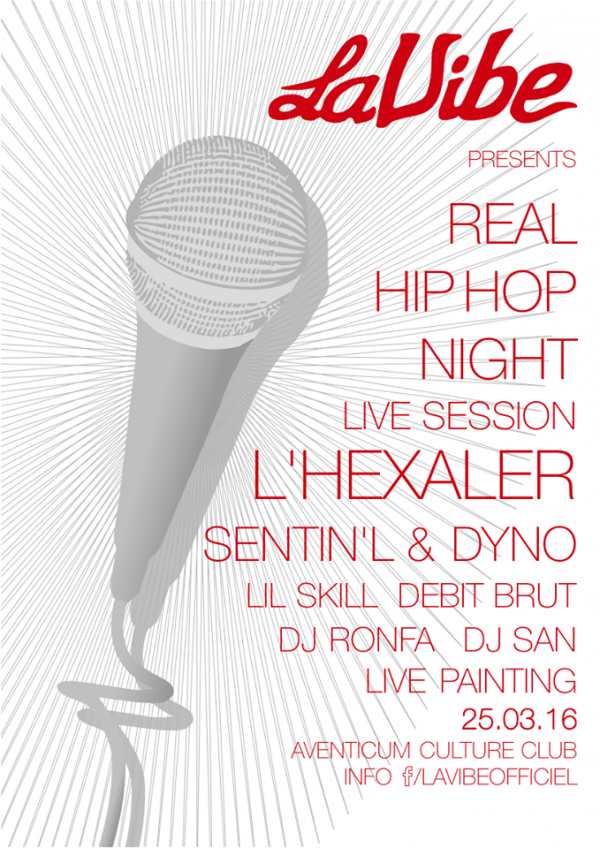 LaVibe
PRESENTS
REAL
HIP HOP
NIGHT
LIVE SESSION
L'HEXALER
SENTIN'L & DYNO
LIL SKILL DEBIT BRUT
DJ RONFA DJ SAN
LIVE PAINTING
25.03.16
AVENTICUM CULTURE CLUB
INFO f/LAVIBEOFFICIEL